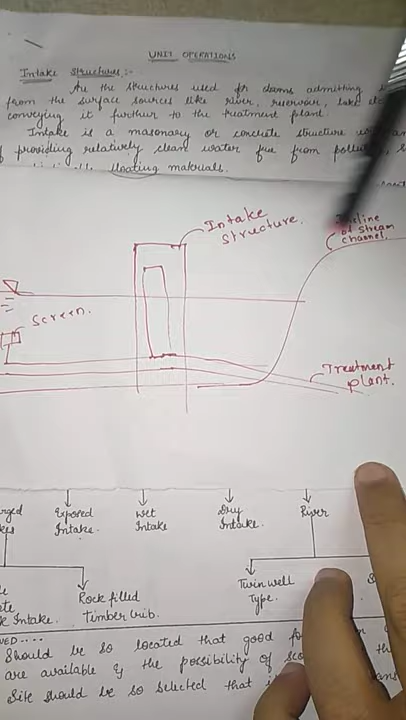 UNIT OPERATIONS
Intake Structures:-
Are the structures used for dams admitting
from the surface sources like river, reservoir, lake etc
conveying it further to the treatment plant.
Intake is a masonary or concrete structure
providing relatively clean water free from
floating materials.
Intake
structure.
of stream
channel.
Screen.
Treatment
plant.
Exposed
Intake.
Wet
Intake
Dry
Intake.
River
Intake.
Rock filled
timber crib.
Twin well
Type.
Should be so located that good
are available & the possibility of
Site should be so selected that